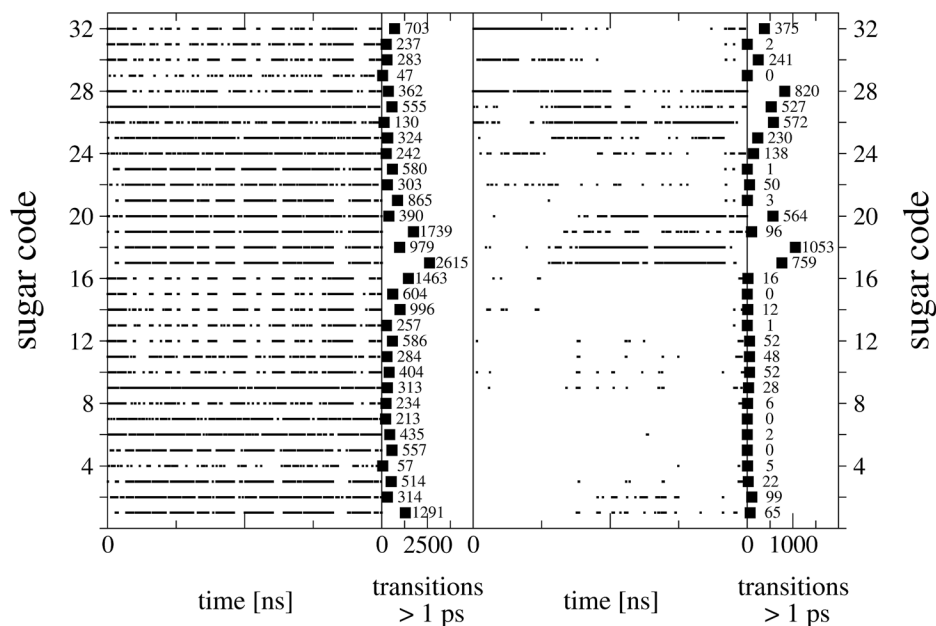 32 703 375 32
237 2
283 241
47 0
28 362 820 28
555 527
130 572
324 230
24 242 138 24
580 1
303 50
865 3
20 390 564 20
1739 96
979 1053
2615 759
16 1463 16 16
604 0
996 12
257 1
12 586 52 12
284 48
404 52
313 28
8 234 6 8
213 0
435 2
557 0
4 57 5 4
514 22
314 99
1291 65
sugar code
sugar code
0 0 2500 0 0 1000
time [ns] transitions time [ns] transitions
> 1 ps > 1 ps